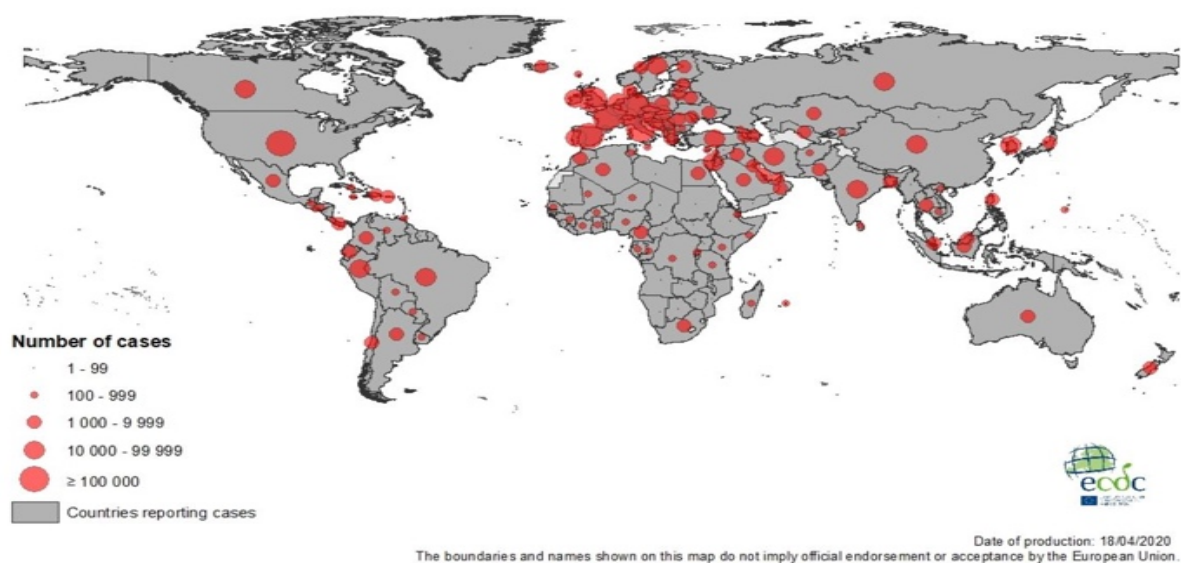 Number of cases
1 - 99
100 - 999
1 000 - 9 999
10 000 - 99 999
≥ 100 000
Countries reporting cases
ecdc
Date of production: 18/04/2020
The boundaries and names shown on this map do not imply official endorsement or acceptance by the European Union.